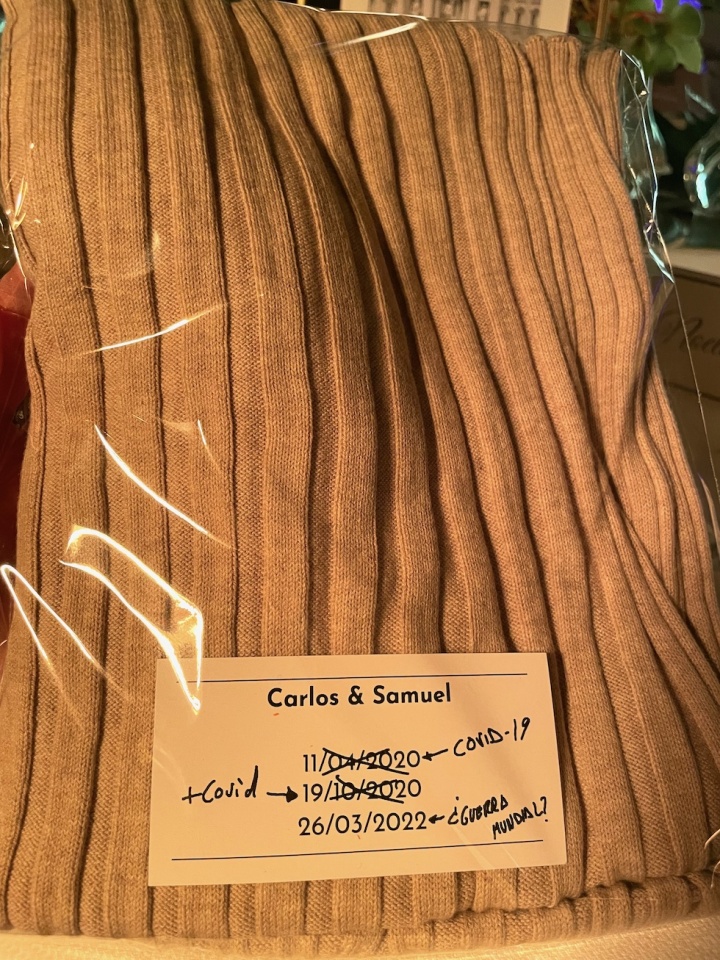 Carlos & Samuel
11/04/2020 ← COVID-19
+Covid → 19/10/2020
26/03/2022 ← ¿GUERRA
MUNDIAL?